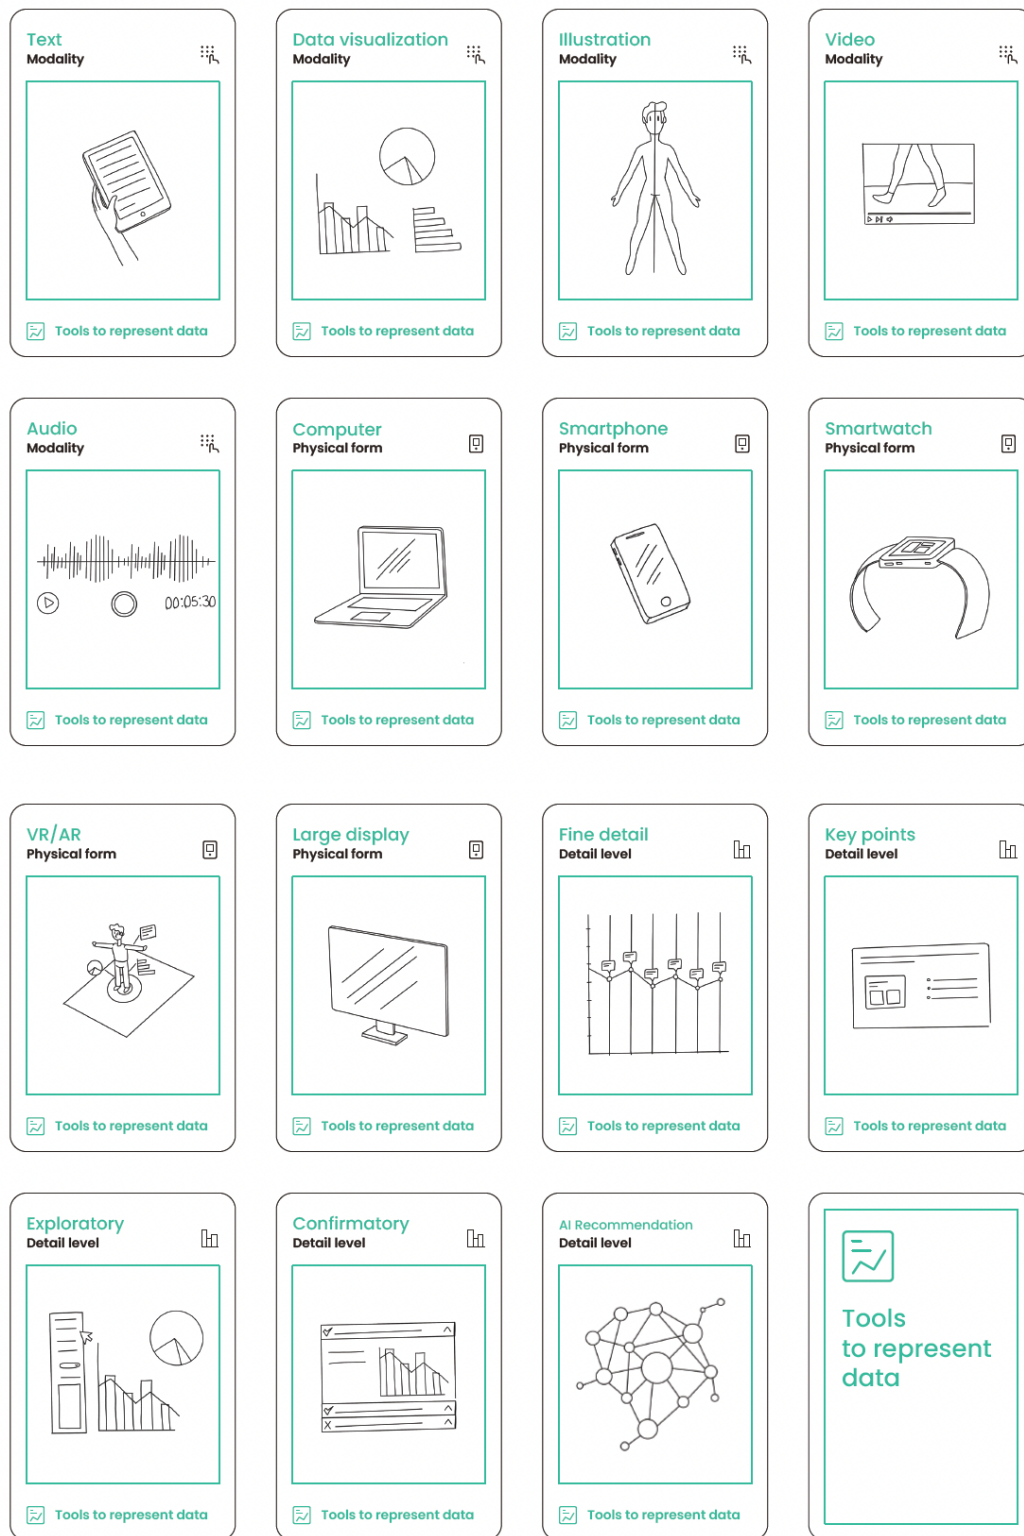 Text
Modality
Tools to represent data
Data visualization
Modality
Tools to represent data
Illustration
Modality
Tools to represent data
Video
Modality
Tools to represent data
Audio
Modality
00:05:30
Tools to represent data
Computer
Physical form
Tools to represent data
Smartphone
Physical form
Tools to represent data
Smartwatch
Physical form
Tools to represent data
VR/AR
Physical form
Tools to represent data
Large display
Physical form
Tools to represent data
Fine detail
Detail level
Tools to represent data
Key points
Detail level
Tools to represent data
Exploratory
Detail level
Tools to represent data
Confirmatory
Detail level
Tools to represent data
AI Recommendation
Detail level
Tools to represent data
Tools
to represent
data